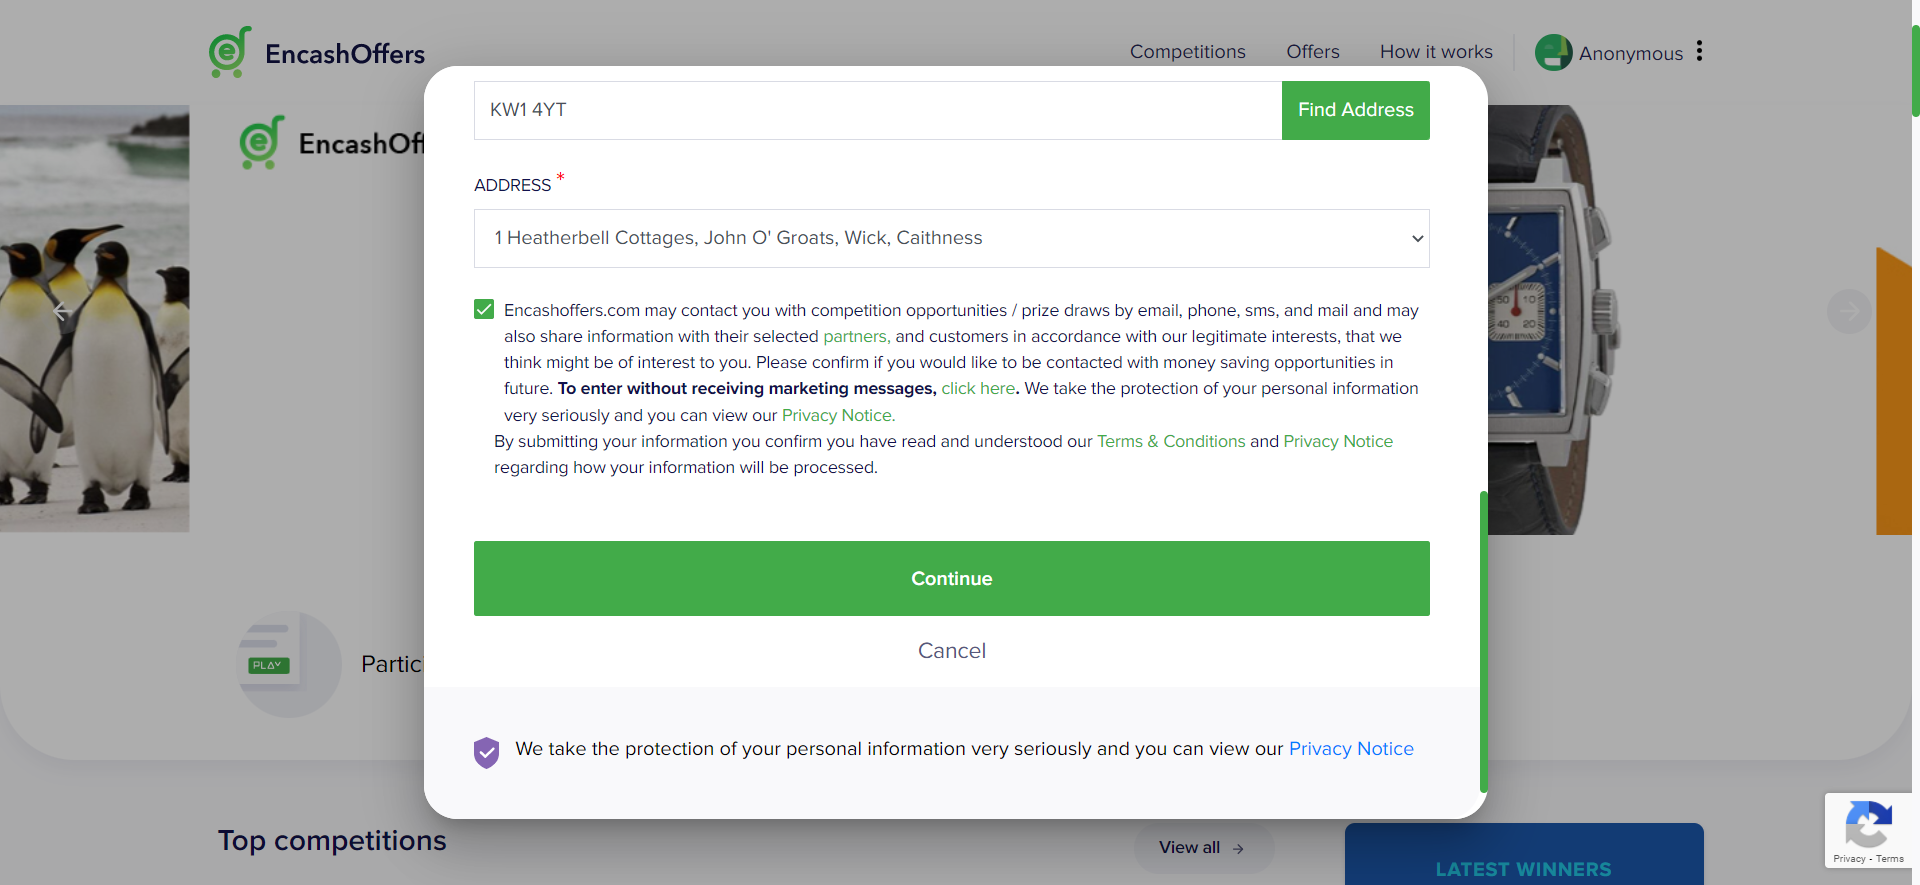 EncashOffers
Competitions
Offers
How it works
Anonymous
EncashOff
KW1 4YT
Find Address
ADDRESS *
1 Heatherbell Cottages, John O' Groats, Wick, Caithness
Encashoffers.com may contact you with competition opportunities / prize draws by email, phone, sms, and mail and may
also share information with their selected partners, and customers in accordance with our legitimate interests, that we
think might be of interest to you. Please confirm if you would like to be contacted with money saving opportunities in
future. To enter without receiving marketing messages, click here. We take the protection of your personal information
very seriously and you can view our Privacy Notice.
By submitting your information you confirm you have read and understood our Terms & Conditions and Privacy Notice
regarding how your information will be processed.
50 10
40 20
Continue
Cancel
PLAY
Partic
We take the protection of your personal information very seriously and you can view our Privacy Notice
Top competitions
View all
LATEST WINNERS
Privacy - Terms